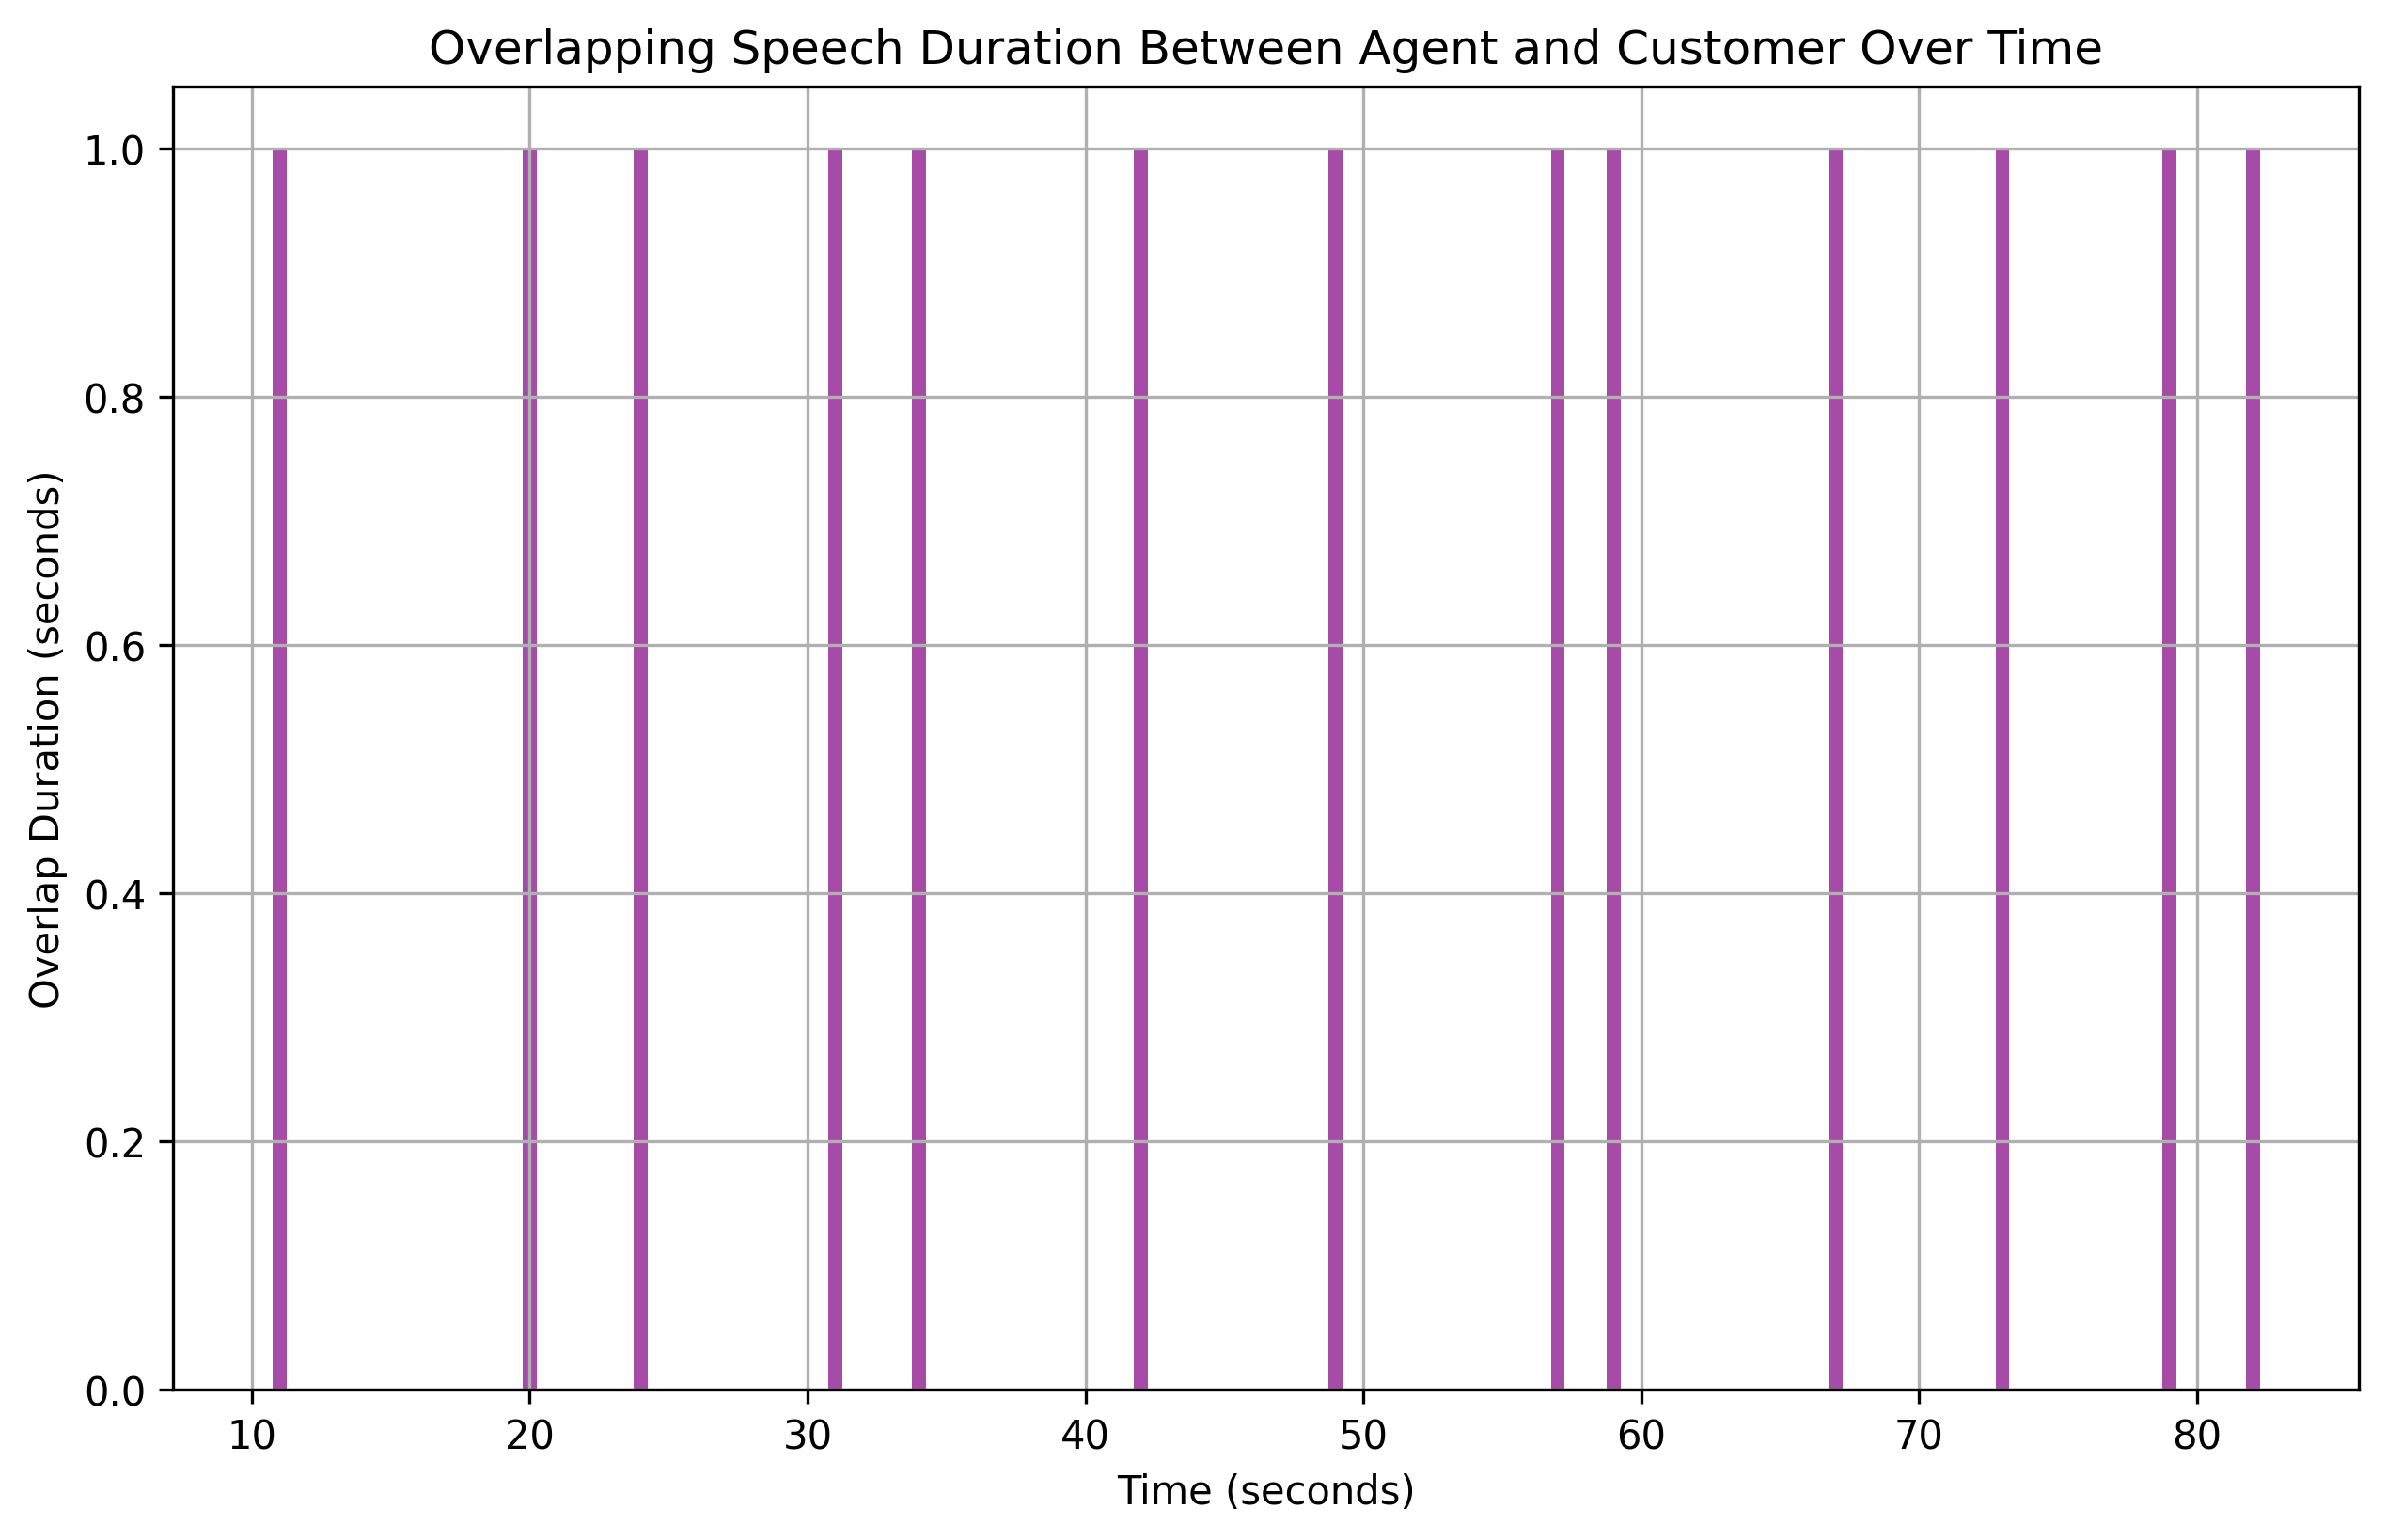 Overlapping Speech Duration Between Agent and Customer Over Time
Overlap Duration (seconds)
1.0
0.8
0.6
0.4
0.2
0.0
10 20 30 40 50 60 70 80
Time (seconds)